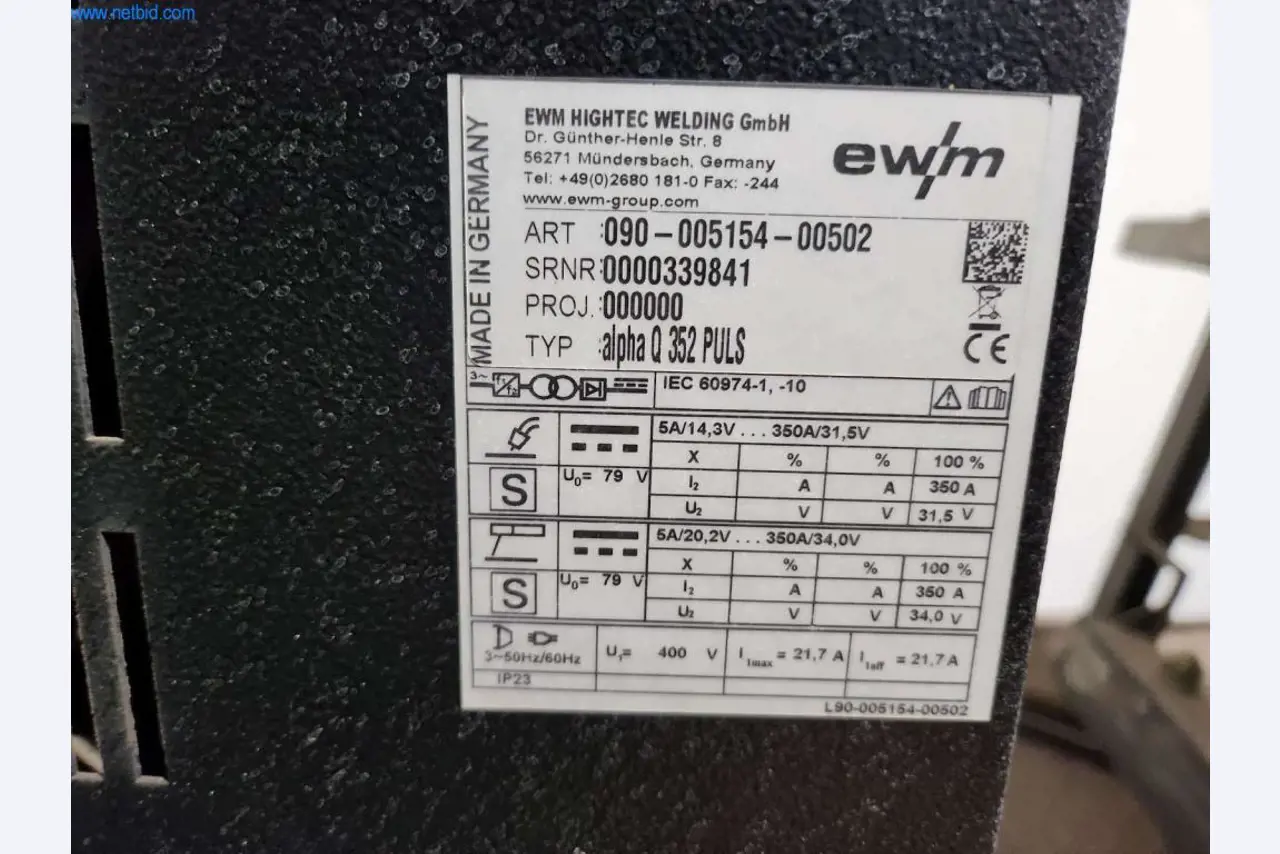 www.netbid.com
MADE IN GERMANY
EWM HIGHTEC WELDING GmbH
Dr. Günther-Henle Str. 8
56271 Mündersbach, Germany
Tel: +49(0)2680 181-0 Fax: -244
www.ewm-group.com
ewm
ART :090-005154-00502
SRNR:0000339841
PROJ.:000000
TYP :alpha Q 352 PULS
CE
3~ f1 f2 IEC 60974-1, -10
5A/14,3V ... 350A/31,5V
X % % 100 %
U0= 79 V
I2 A A 350 A
S
U2 V V 31,5 V
5A/20,2V ... 350A/34,0V
X % % 100 %
U0= 79 V
I2 A A 350 A
S
U2 V V 34,0 V
3~50Hz/60Hz U1= 400 V I1max = 21,7 A I1eff = 21,7 A
IP23
L90-005154-00502